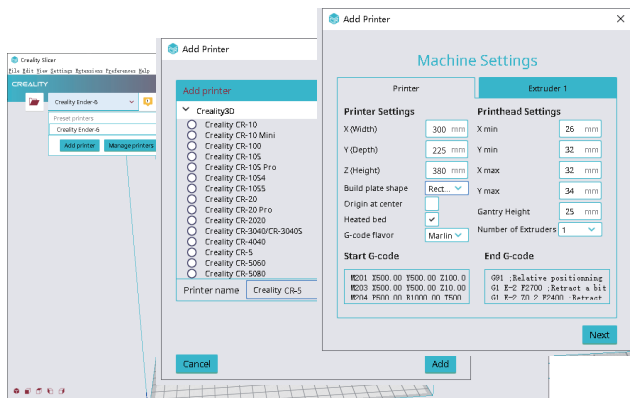 Creality Slicer
File Edit View Settings Extensions Preferences Help
CREALITY
Creality Ender-6
Preset printers
Creality Ender-6
Add printer
Manage printers
Add Printer
Add printer
Creality3D
Creality CR-10
Creality CR-10 Mini
Creality CR-100
Creality CR-10S
Creality CR-10S Pro
Creality CR-10S4
Creality CR-10S5
Creality CR-20
Creality CR-20 Pro
Creality CR-2020
Creality CR-3040/CR-3040S
Creality CR-4040
Creality CR-5
Creality CR-5060
Creality CR-5080
Printer name Creality CR-5
Cancel
Add
Add Printer
Machine Settings
Printer
Extruder 1
Printer Settings
X (Width) 300 mm
Y (Depth) 225 mm
Z (Height) 380 mm
Build plate shape Rect...
Origin at center
Heated bed
G-code flavor Marlin
Printhead Settings
X min 26 mm
Y min 32 mm
X max 32 mm
Y max 34 mm
Gantry Height 25 mm
Number of Extruders 1
Start G-code
M201 X500.00 Y500.00 Z100.0
M203 X500.00 Y500.00 Z10.00
M204 P500.00 R1000.00 T500
End G-code
G91 ;Relative positionning
G1 E-2 F2700 ;Retract a bit
G1 E-2 Z0.2 F2400 ;Retract
Next